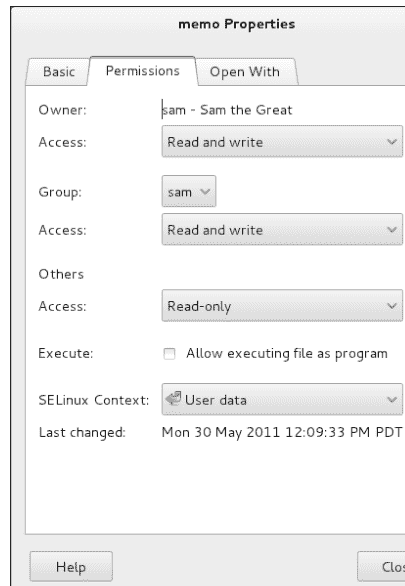 memo Properties
Basic Permissions Open With
Owner: sam - Sam the Great
Access: Read and write
Group: sam
Access: Read and write
Others
Access: Read-only
Execute: Allow executing file as program
SELinux Context: User data
Last changed: Mon 30 May 2011 12:09:33 PM PDT
Help Clos